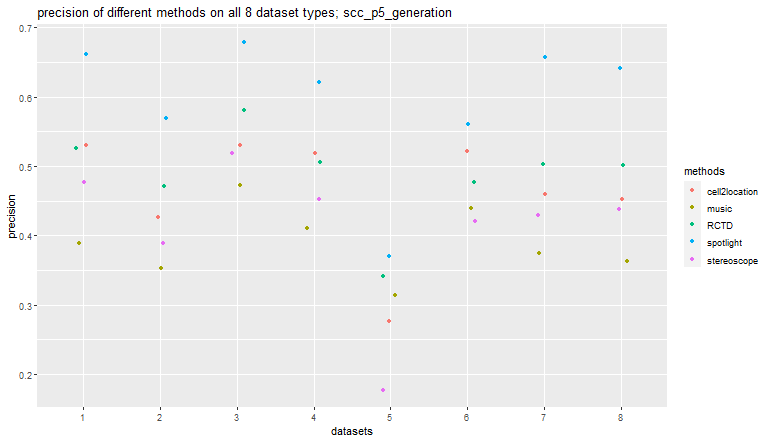 precision of different methods on all 8 dataset types; scc_p5_generation
0.7
0.6
0.5
0.4
0.3
0.2
precision
1 2 3 4 5 6 7 8
datasets
methods
cell2location
music
RCTD
spotlight
stereoscope